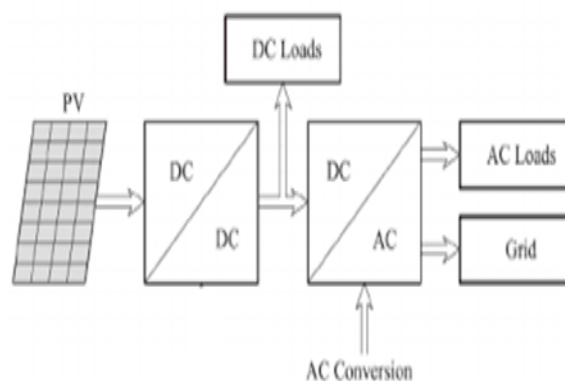 DC Loads
PV
DC
DC
DC
AC
AC Loads
Grid
AC Conversion